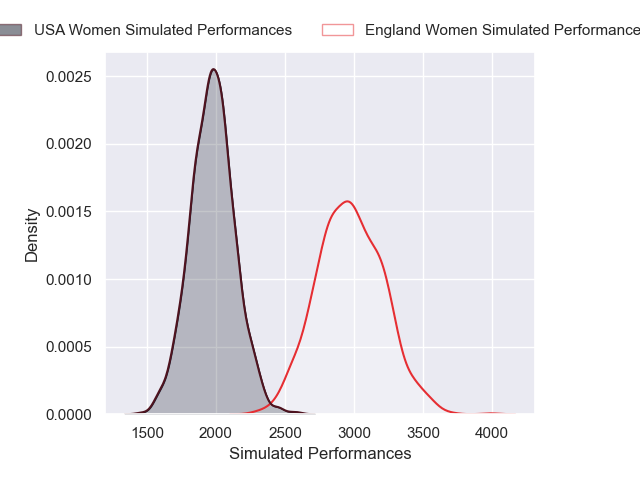 USA Women Simulated Performances
England Women Simulated Performance
0.0025
0.0020
0.0015
0.0010
0.0005
0.0000
Density
1500 2000 2500 3000 3500 4000
Simulated Performances